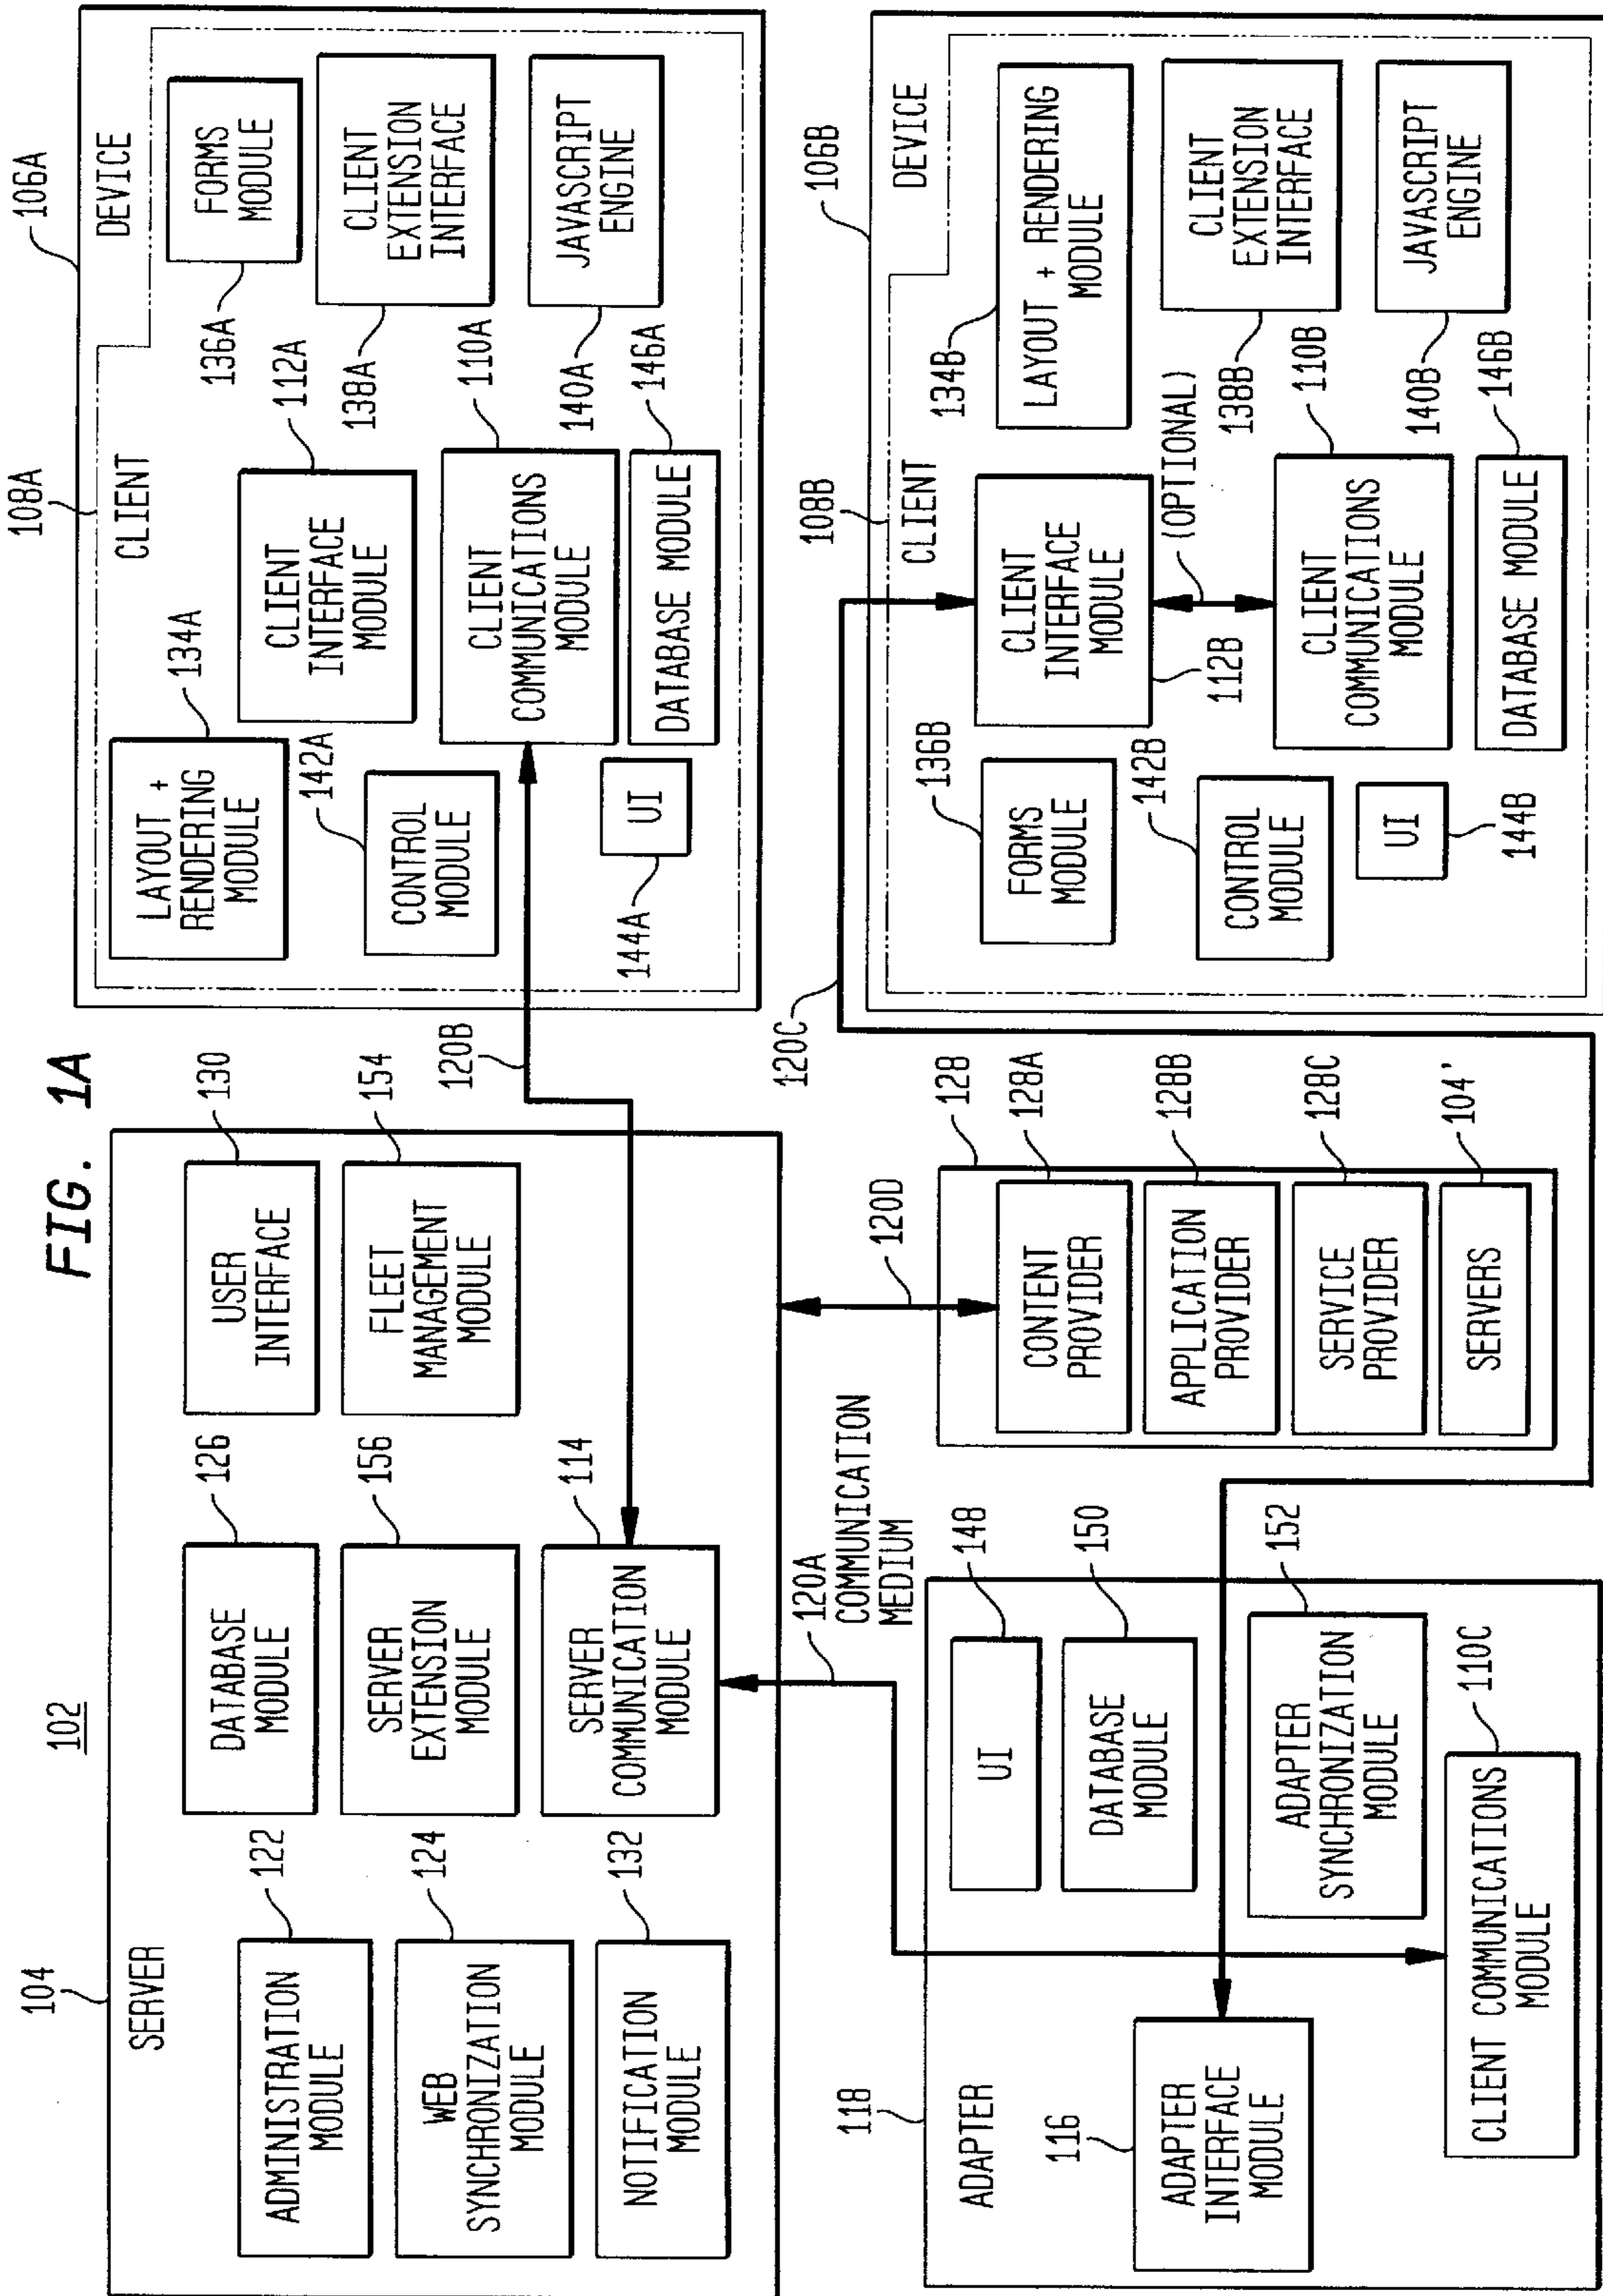 FIG. 1A
102
104
SERVER
ADMINISTRATION
MODULE
122
WEB
SYNCHRONIZATION
MODULE
124
NOTIFICATION
MODULE
132
DATABASE
MODULE
126
SERVER
EXTENSION
MODULE
156
SERVER
COMMUNICATION
MODULE
114
USER
INTERFACE
130
FLEET
MANAGEMENT
MODULE
154
120B
120A
COMMUNICATION
MEDIUM
120D
120C
106A
DEVICE
108A
CLIENT
LAYOUT +
RENDERING
MODULE
134A
CLIENT
INTERFACE
MODULE
112A
FORMS
MODULE
136A
CLIENT
EXTENSION
INTERFACE
138A
142A
CONTROL
MODULE
CLIENT
COMMUNICATIONS
MODULE
110A
JAVASCRIPT
ENGINE
140A
144A
UI
DATABASE MODULE
146A
118
ADAPTER
116
ADAPTER
INTERFACE
MODULE
UI
148
DATABASE
MODULE
150
ADAPTER
SYNCHRONIZATION
MODULE
152
CLIENT COMMUNICATIONS
MODULE
110C
128
CONTENT
PROVIDER
128A
APPLICATION
PROVIDER
128B
SERVICE
PROVIDER
128C
SERVERS
104'
106B
DEVICE
108B
CLIENT
FORMS
MODULE
136B
CLIENT
INTERFACE
MODULE
112B
(OPTIONAL)
LAYOUT + RENDERING
MODULE
134B
CLIENT
EXTENSION
INTERFACE
138B
CONTROL
MODULE
142B
CLIENT
COMMUNICATIONS
MODULE
110B
JAVASCRIPT
ENGINE
140B
UI
144B
DATABASE MODULE
146B